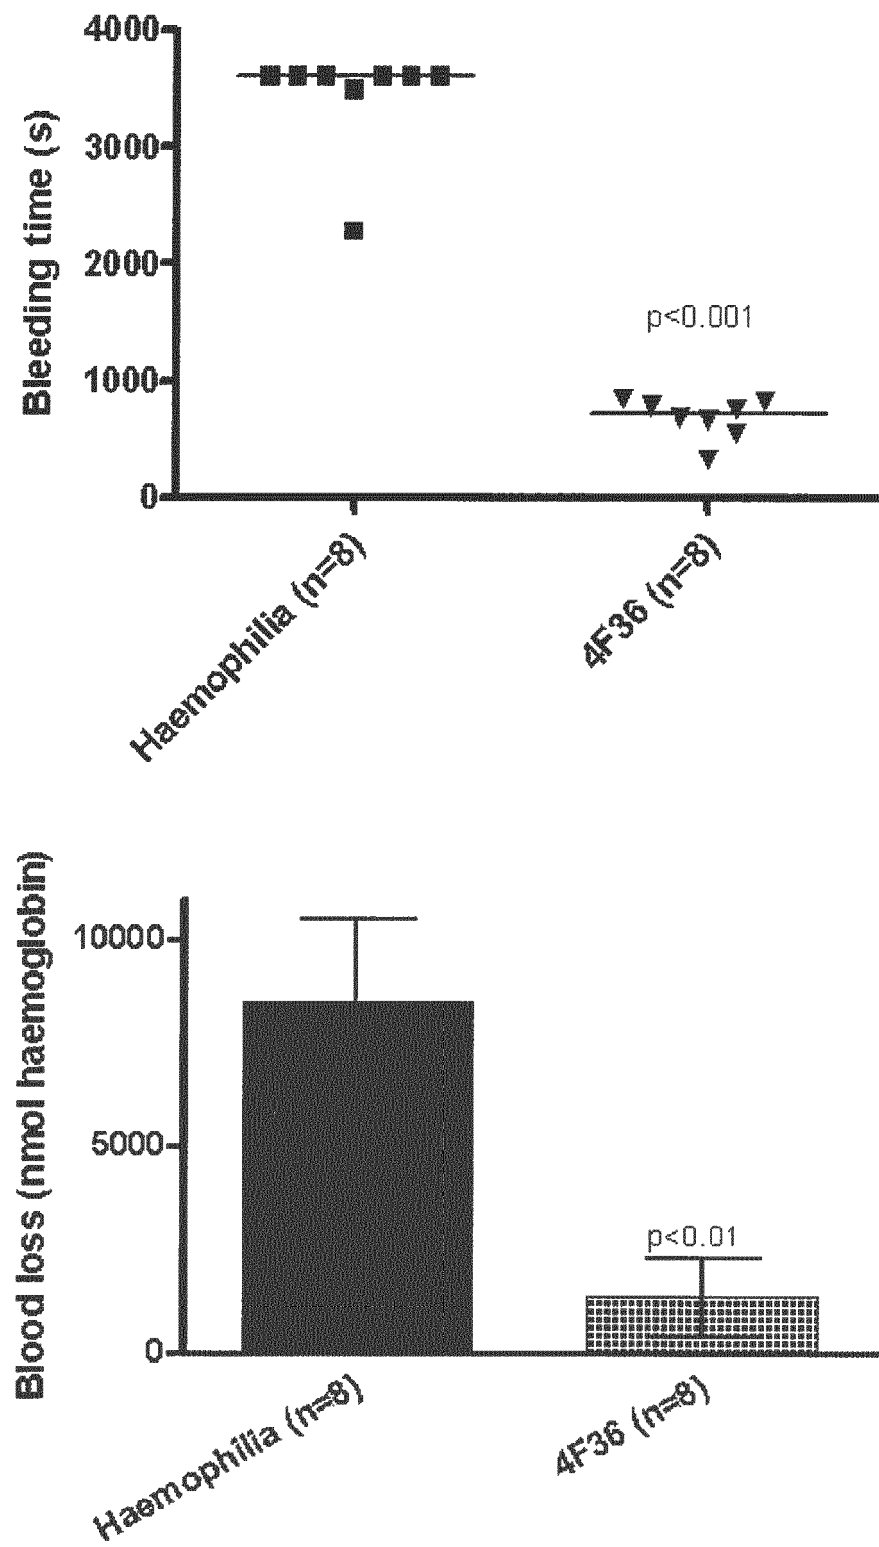 Bleeding time (s)
4000
3000
2000
1000
0
p<0.001
Haemophilia (n=8)
4F36 (n=8)
Blood loss (nmol haemoglobin)
10000
5000
0
p<0.01
Haemophilia (n=8)
4F36 (n=8)